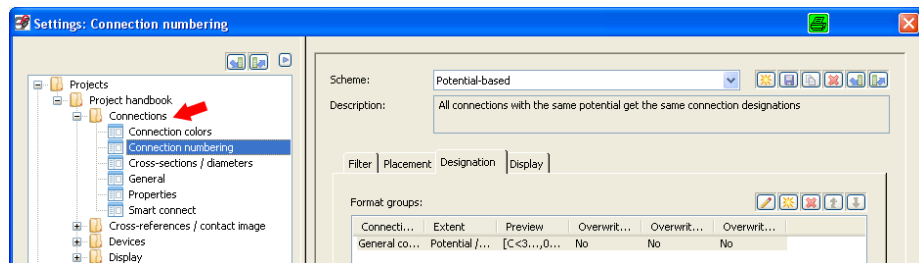 Settings: Connection numbering
Projects
Project handbook
Connections
Connection colors
Connection numbering
Cross-sections / diameters
General
Properties
Smart connect
Cross-references / contact image
Devices
Display
Scheme:
Potential-based
Description:
All connections with the same potential get the same connection designations
Filter Placement Designation Display
Format groups:
Connecti... Extent Preview Overwrit... Overwrit... Overwrit...
General co... Potential /... [C<3...,0... No No No